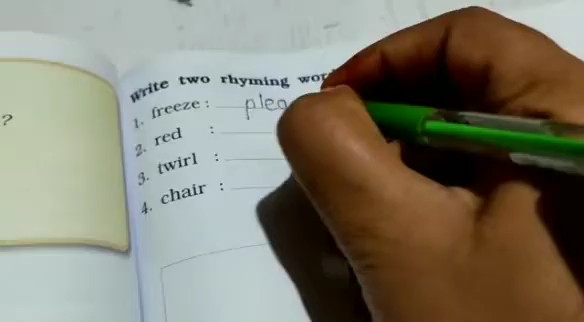 ?
Write two rhyming wor
1. freeze : plea
2. red :
3. twirl :
4. chair :